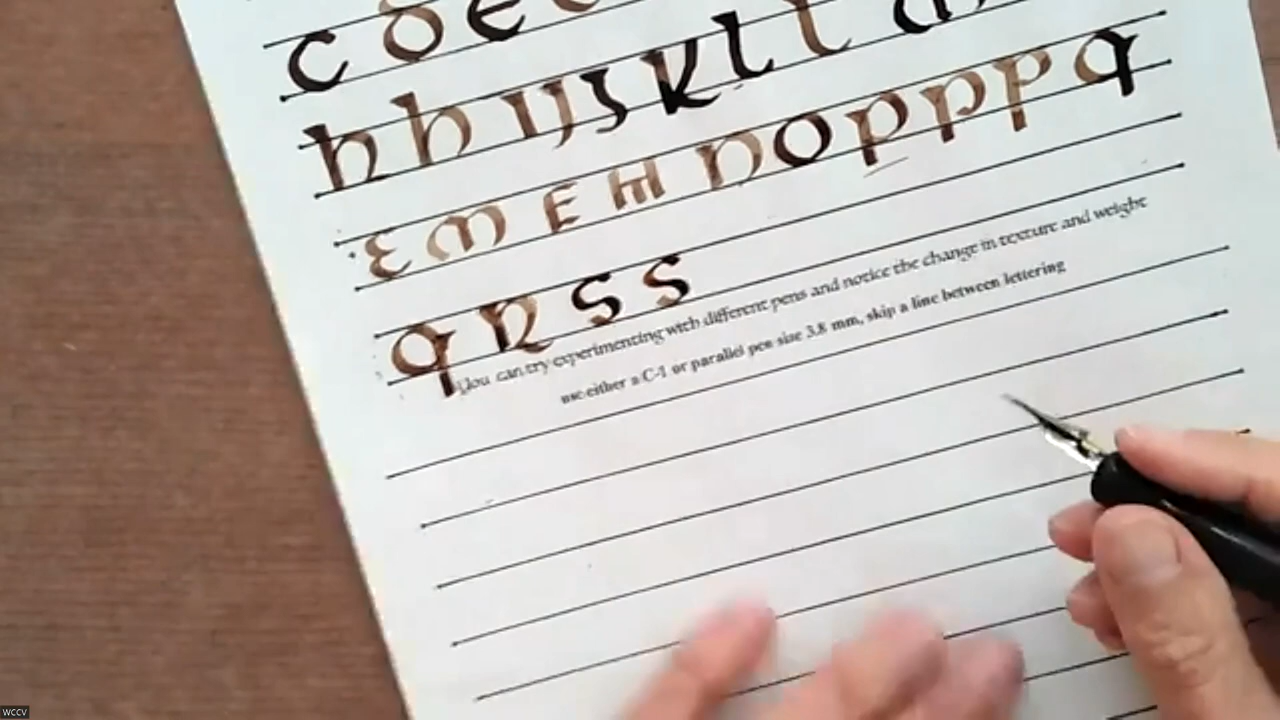 c d e
h h i j j k l l
ε m E m n o p p p q
q R s s
You can try experimenting with different pens and notice the change in texture and weight
use either a C-1 or parallel pen size 3.8 mm, skip a line between lettering
WCCV